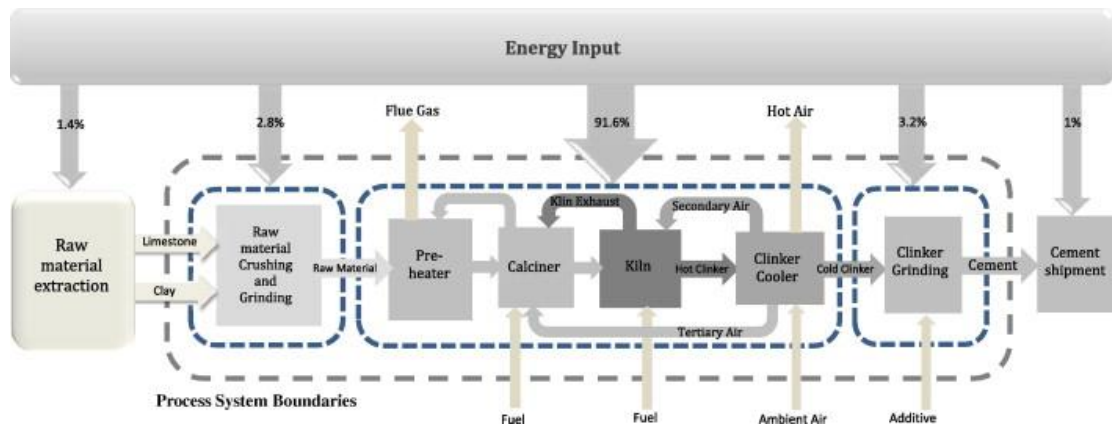 Energy Input
1.4%
2.8%
Flue Gas
91.6%
Hot Air
3.2%
1%
Raw
material
extraction
Limestone
Clay
Raw
material
Crushing
and
Grinding
Raw Material
Pre-
heater
Calciner
Klin Exhaust
Kiln
Secondary Air
Hot Clinker
Clinker
Cooler
Tertiary Air
Cold Clinker
Clinker
Grinding
Cement
Cement
shipment
Process System Boundaries
Fuel
Fuel
Ambient Air
Additive